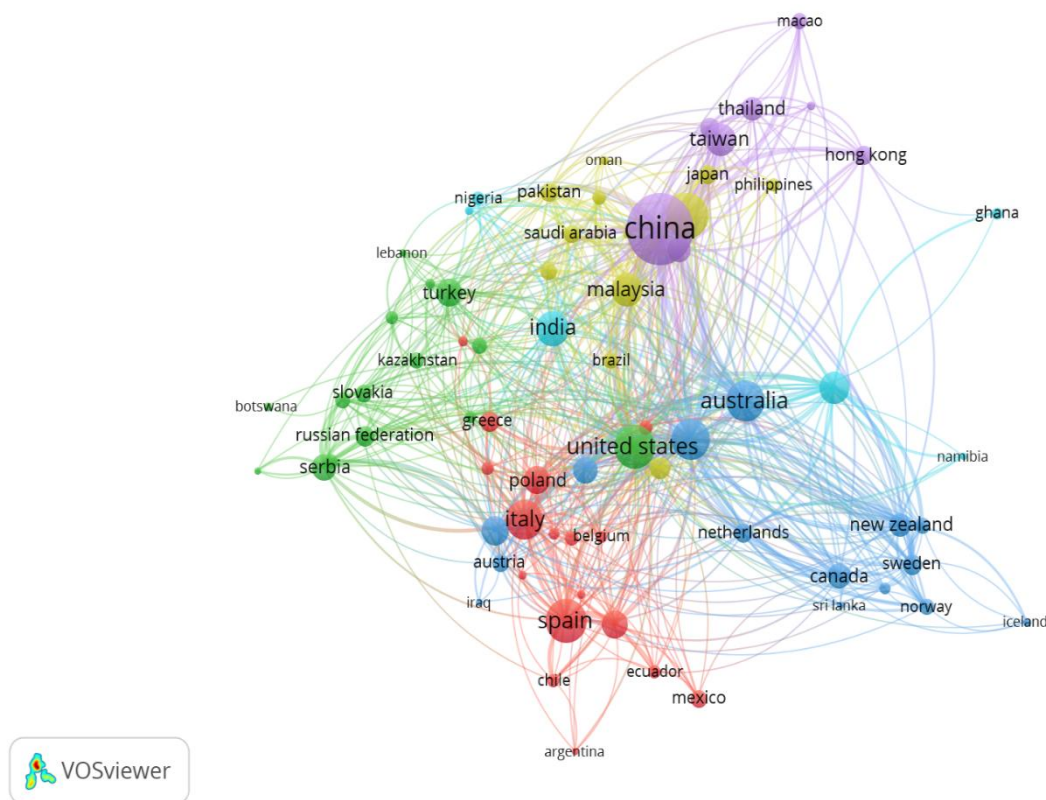 macao
thailand
taiwan
hong kong
oman
japan
philippines
pakistan
nigeria
ghana
china
saudi arabia
lebanon
malaysia
turkey
india
kazakhstan
brazil
slovakia
australia
botswana
greece
russian federation
united states
namibia
serbia
poland
italy
new zealand
belgium
netherlands
austria
sweden
canada
iraq
sri lanka
norway
spain
iceland
chile
ecuador
mexico
argentina
VOSviewer